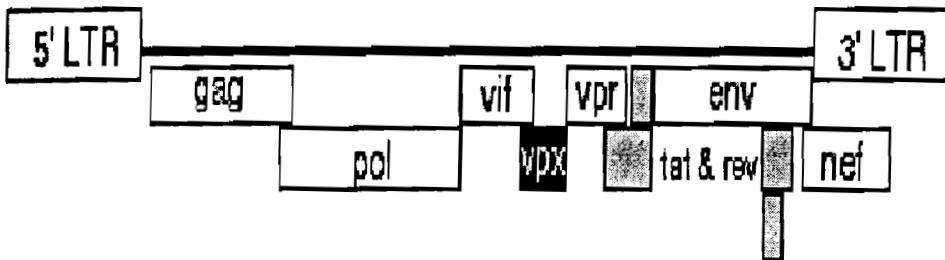 5' LTR 3' LTR
gag vif vpr env
pol vpx tat & rev nef